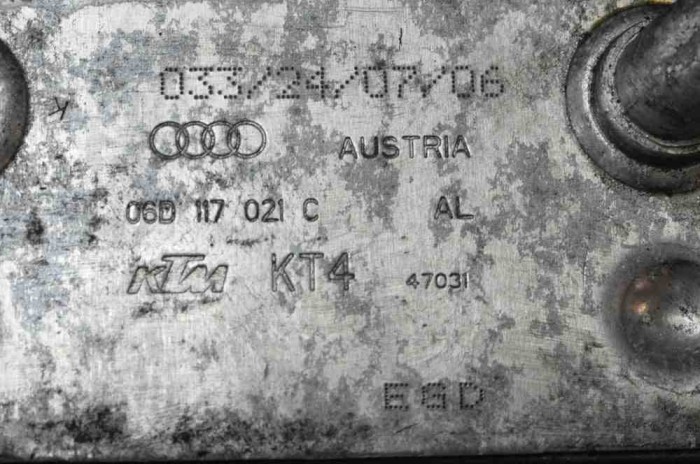 033/24/07/06
AUSTRIA
06D 117 021 C AL
KTM KT4 47031
EGD